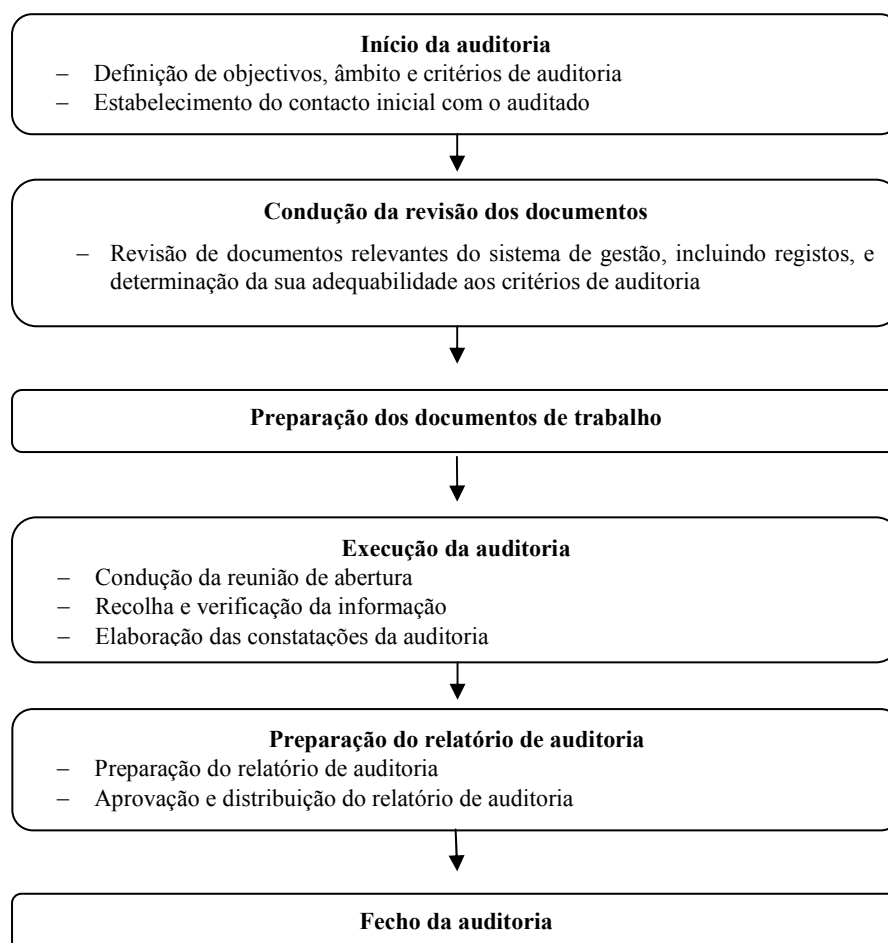 Início da auditoria
– Definição de objectivos, âmbito e critérios de auditoria
– Estabelecimento do contacto inicial com o auditado
Condução da revisão dos documentos
– Revisão de documentos relevantes do sistema de gestão, incluindo registos, e
determinação da sua adequabilidade aos critérios de auditoria
Preparação dos documentos de trabalho
Execução da auditoria
– Condução da reunião de abertura
– Recolha e verificação da informação
– Elaboração das constatações da auditoria
Preparação do relatório de auditoria
– Preparação do relatório de auditoria
– Aprovação e distribuição do relatório de auditoria
Fecho da auditoria